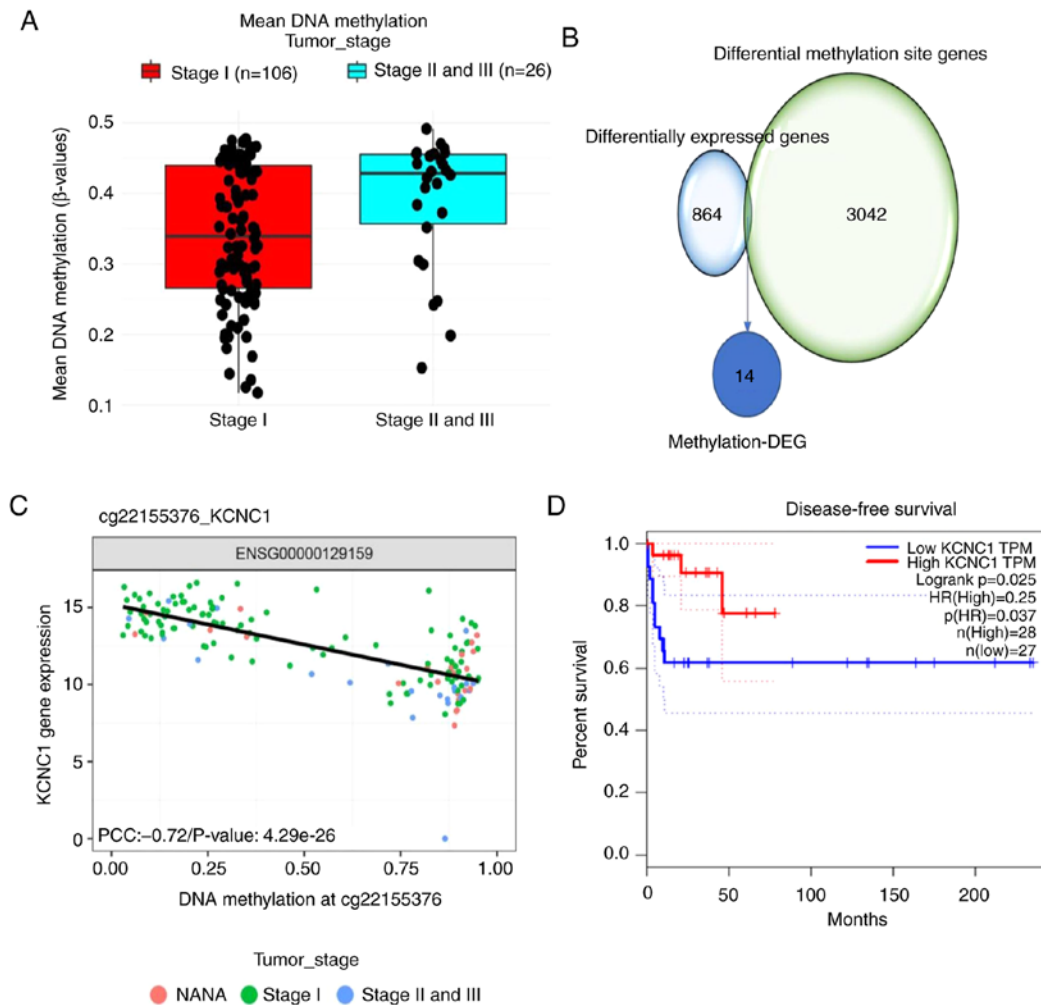 A
Mean DNA methylation
Tumor_stage
Stage I (n=106)
Stage II and III (n=26)
Mean DNA methylation (β-values)
0.5
0.4
0.3
0.2
0.1
Stage I
Stage II and III
B
Differential methylation site genes
Differentially expressed genes
864
3042
14
Methylation-DEG
C
cg22155376_KCNC1
ENSG00000129159
KCNC1 gene expression
15
10
5
0
PCC:−0.72/P-value: 4.29e-26
0.00
0.25
0.50
0.75
1.00
DNA methylation at cg22155376
Tumor_stage
NANA
Stage I
Stage II and III
D
Disease-free survival
Low KCNC1 TPM
High KCNC1 TPM
Logrank p=0.025
HR(High)=0.25
p(HR)=0.037
n(High)=28
n(low)=27
Percent survival
1.0
0.8
0.6
0.4
0.2
0.0
0
50
100
150
200
Months